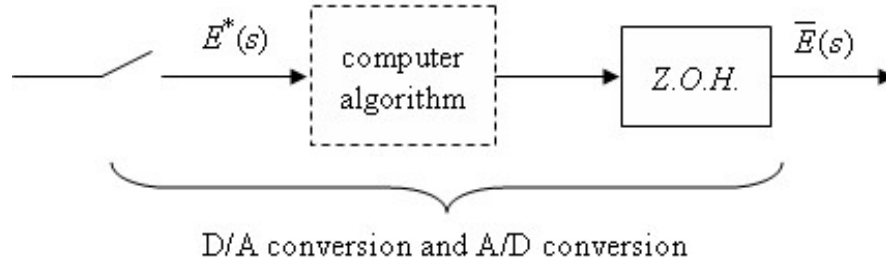 E*(s)
computer
algorithm
Z.O.H.
E̅(s)
D/A conversion and A/D conversion